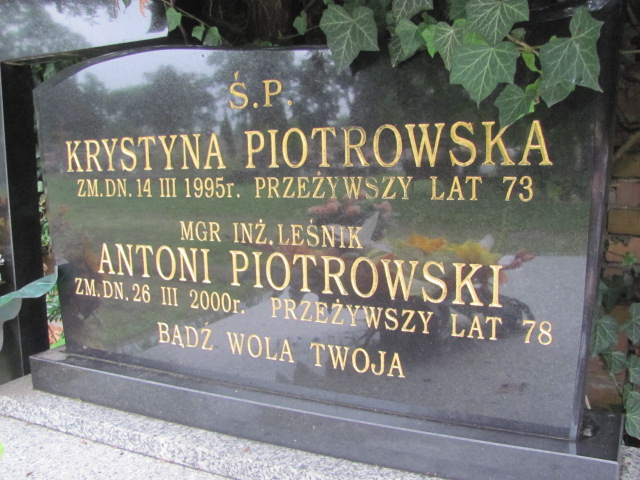 Ś.P.
KRYSTYNA PIOTROWSKA
ZM.DN. 14 III 1995r. PRZEŻYWSZY LAT 73
MGR INŻ.LEŚNIK
ANTONI PIOTROWSKI
ZM.DN. 26 III 2000r. PRZEŻYWSZY LAT 78
BĄDŹ WOLA TWOJA